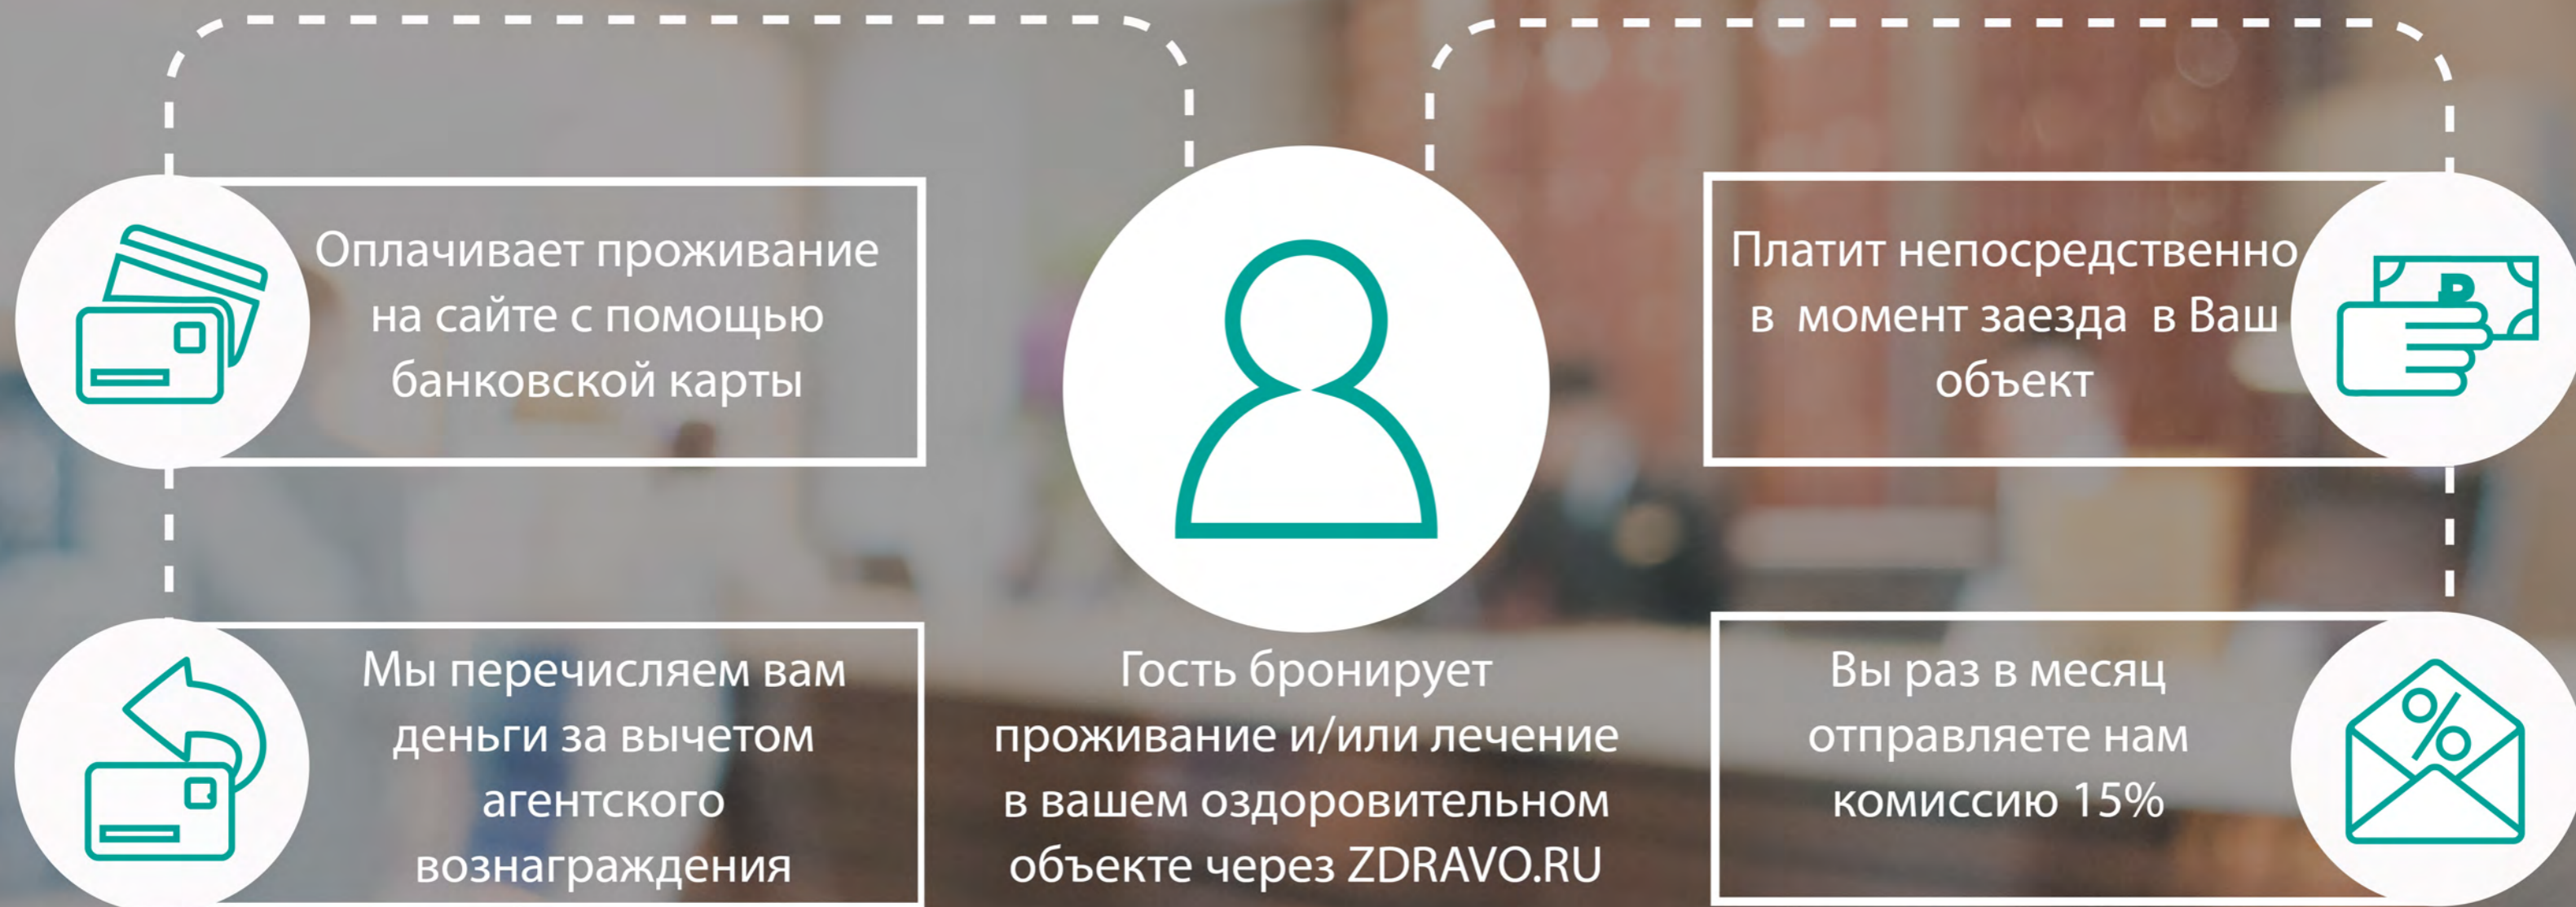 Оплачивает проживание
на сайте с помощью
банковской карты
Платит непосредственно
в момент заезда в Ваш
объект
Мы перечисляем вам
деньги за вычетом
агентского
вознаграждения
Гость бронирует
проживание и/или лечение
в вашем оздоровительном
объекте через ZDRAVO.RU
Вы раз в месяц
отправляете нам
комиссию 15%